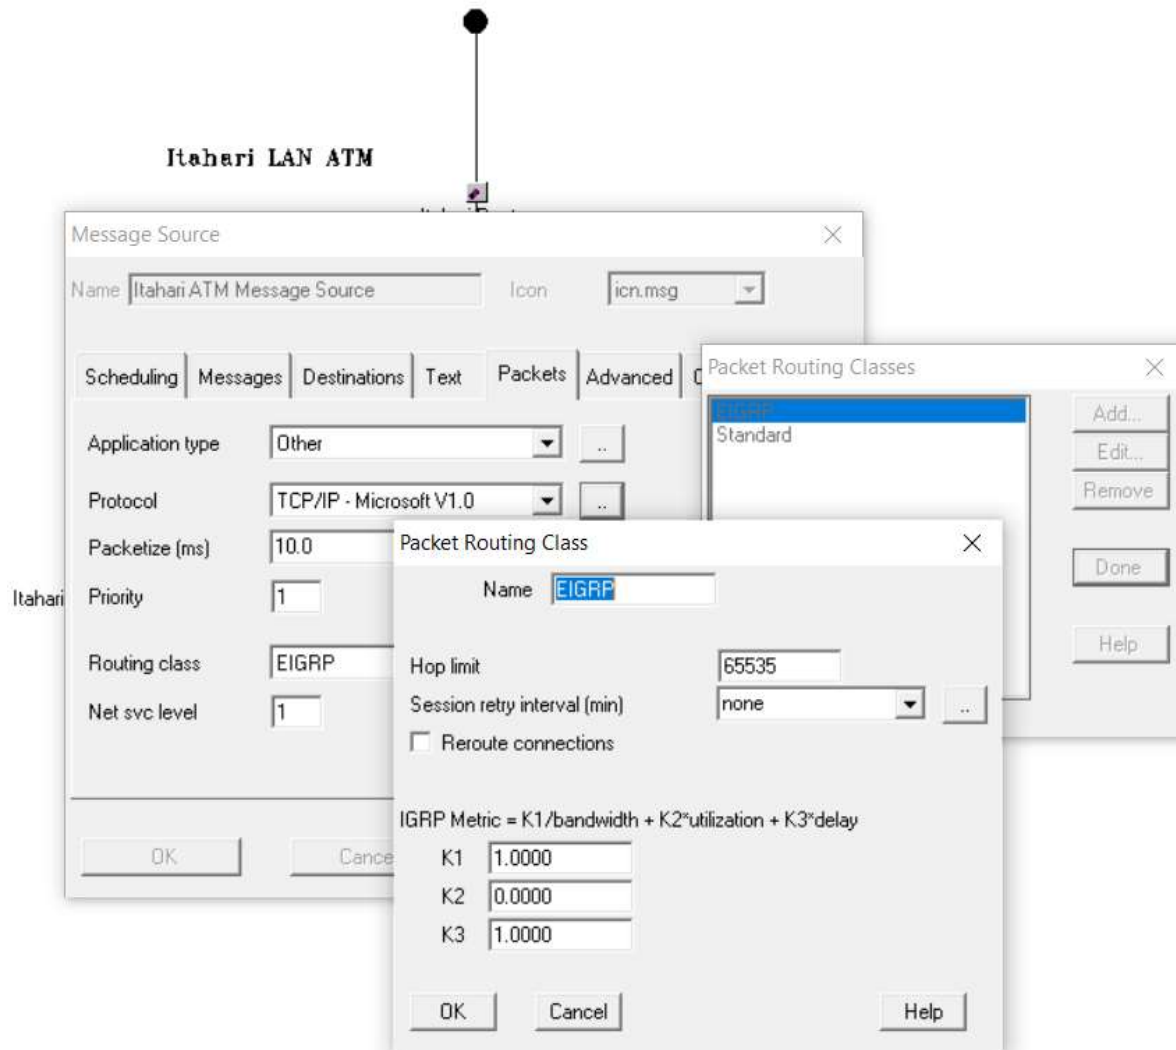 Itahari LAN ATM
Message Source
Name Itahari ATM Message Source Icon icn.msg
Scheduling Messages Destinations Text Packets Advanced
Application type Other ..
Protocol TCP/IP - Microsoft V1.0 ..
Packetize (ms) 10.0
Itahari
Priority 1
Routing class EIGRP
Net svc level 1
OK
Packet Routing Classes
EIGRP
Standard
Add...
Edit...
Remove
Done
Help
Packet Routing Class
Name EIGRP
Hop limit 65535
Session retry interval (min) none ..
Reroute connections
IGRP Metric = K1/bandwidth + K2*utilization + K3*delay
K1 1.0000
K2 0.0000
K3 1.0000
OK Cancel Help